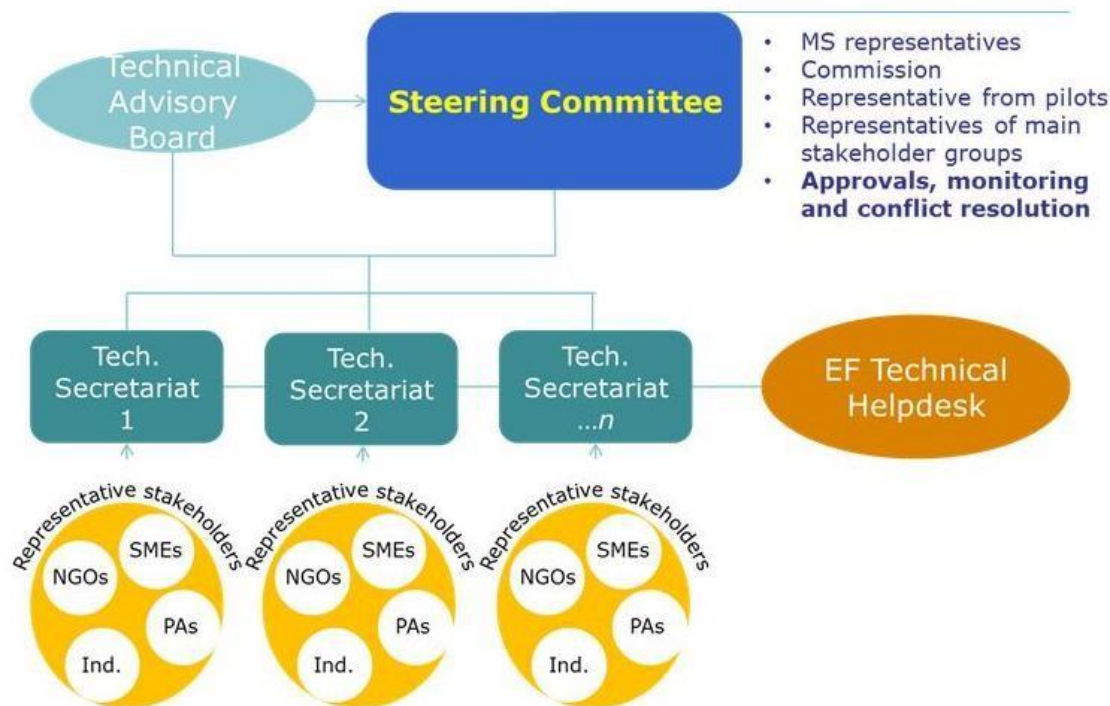 Technical
Advisory
Board
Steering Committee
• MS representatives
• Commission
• Representative from pilots
• Representatives of main
stakeholder groups
• Approvals, monitoring
and conflict resolution
Tech.
Secretariat
1
Tech.
Secretariat
2
Tech.
Secretariat
...n
EF Technical
Helpdesk
Representative stakeholders
SMEs
NGOs
PAs
Ind.
Representative stakeholders
SMEs
NGOs
PAs
Ind.
Representative stakeholders
SMEs
NGOs
PAs
Ind.